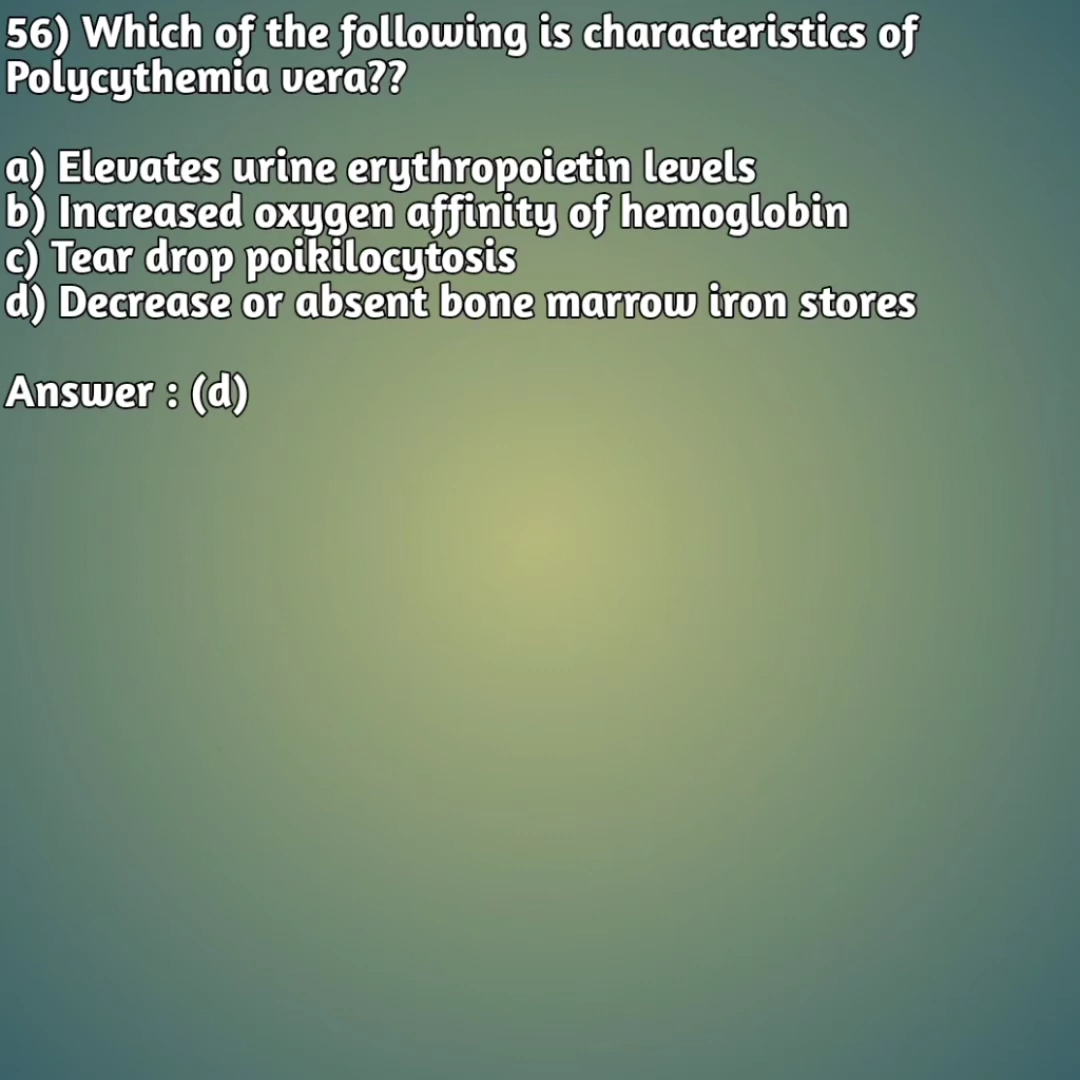 56) Which of the following is characteristics of
Polycythemia vera??
a) Elevates urine erythropoietin levels
b) Increased oxygen affinity of hemoglobin
c) Tear drop poikilocytosis
d) Decrease or absent bone marrow iron stores
Answer : (d)